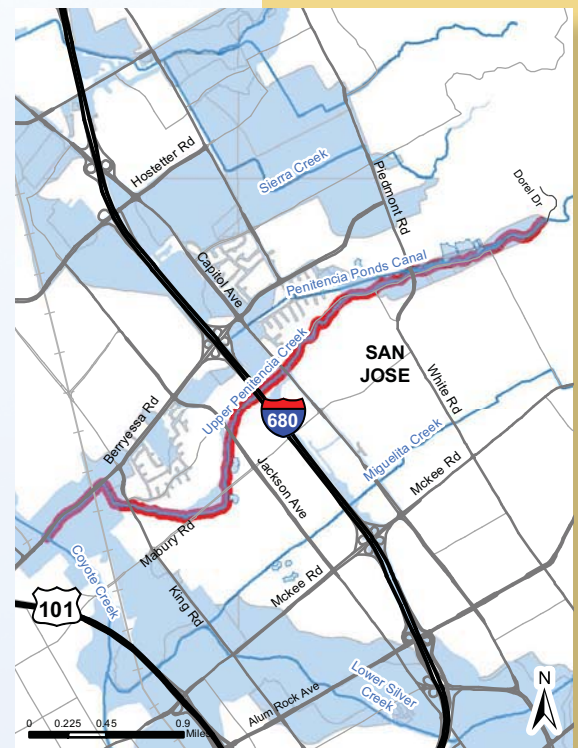 Hostetter Rd
Sierra Creek
Piedmont Rd
Dorel Dr
Capitol Ave
Penitencia Ponds Canal
Upper Penitencia Creek
SAN
JOSE
White Rd
Berryessa Rd
680
Miguelita Creek
Mckee Rd
Jackson Ave
Mabury Rd
Coyote Creek
King Rd
Mckee Rd
101
Lower Silver
Creek
Alum Rock Ave
N
0 0.225 0.45 0.9
Miles